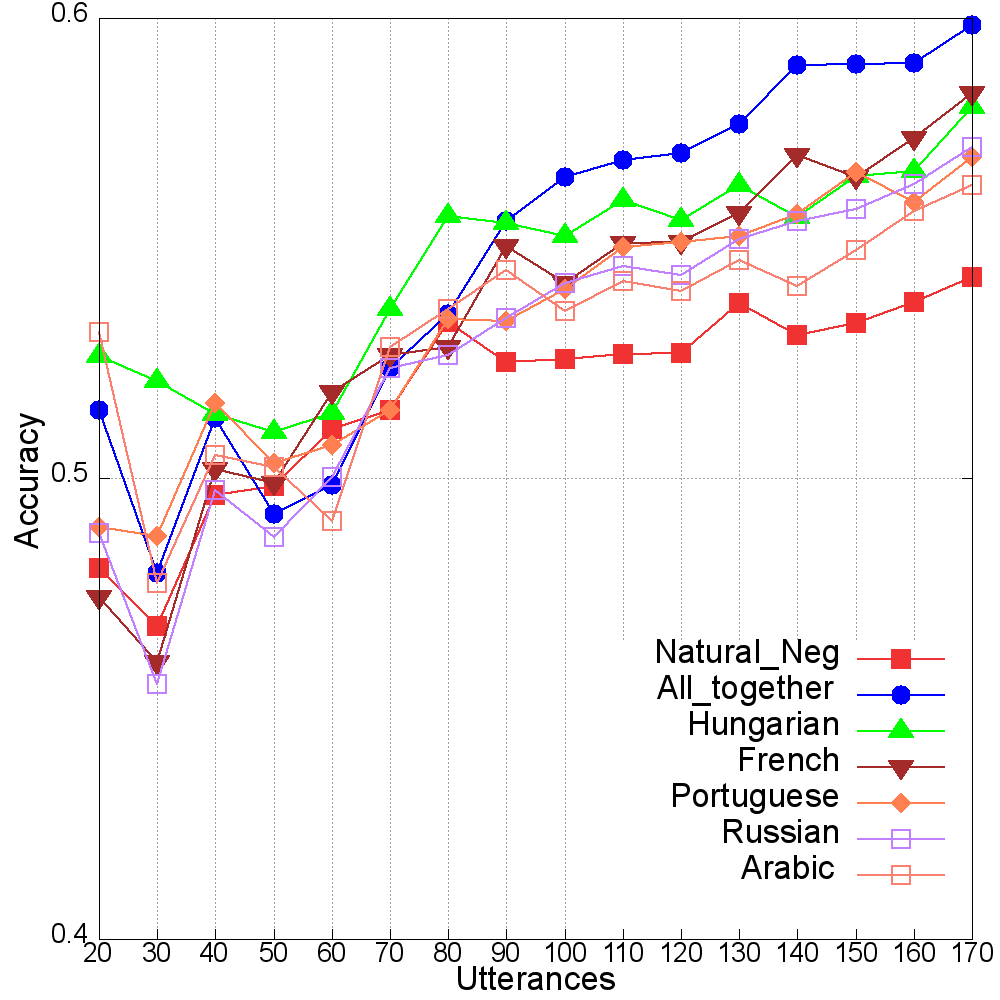 0.6
0.5
0.4
Accuracy
20 30 40 50 60 70 80 90 100 110 120 130 140 150 160 170
Utterances
Natural_Neg
All_together
Hungarian
French
Portuguese
Russian
Arabic